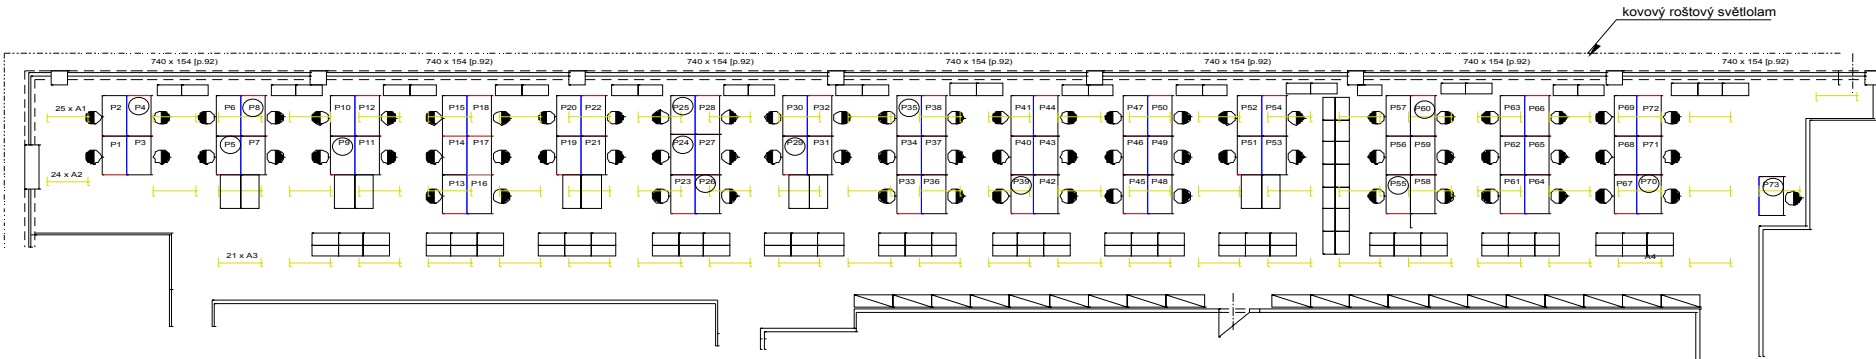 kovový roštový světlolam
740 x 154 [p.92) 740 x 154 [p.92) 740 x 154 [p.92) 740 x 154 [p.92) 740 x 154 [p.92) 740 x 154 [p.92) 740 x 154 [p.92)
25 x A1 P2 P4 P6 P8 P10 P12 P15 P18 P20 P22 P25 P28 P30 P32 P35 P38 P41 P44 P47 P50 P52 P54 P57 P60 P63 P66 P69 P72
P1 P3 P5 P7 P9 P11 P14 P17 P19 P21 P24 P27 P29 P31 P34 P37 P40 P43 P46 P49 P51 P53 P56 P59 P62 P65 P68 P71
24 x A2 P13 P16 P23 P26 P33 P36 P39 P42 P45 P48 P55 P58 P61 P64 P67 P70 P73
21 x A3 A4